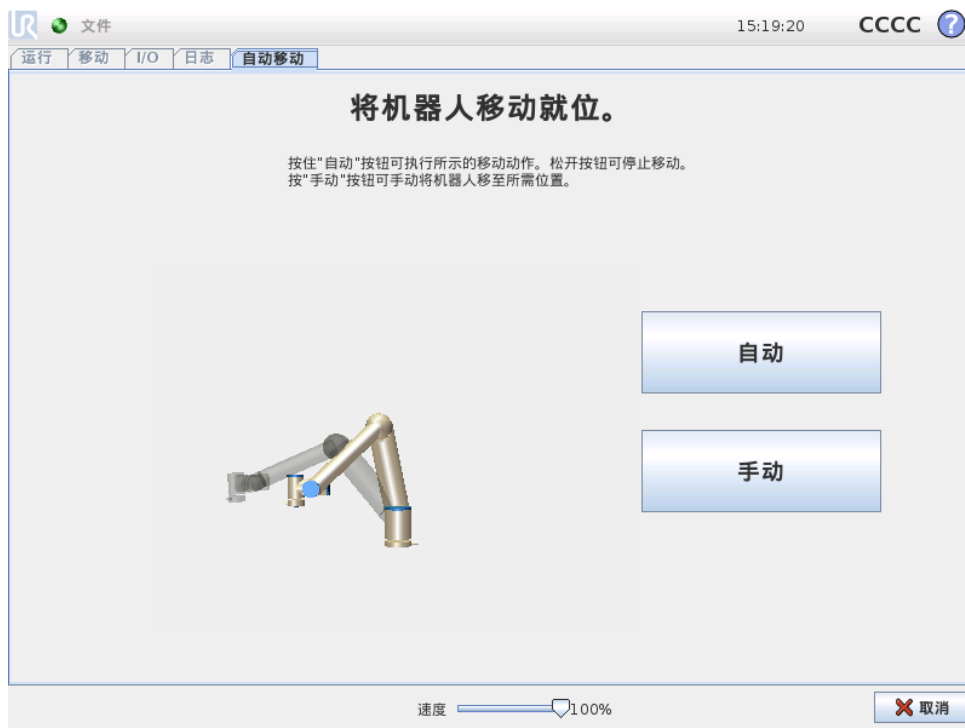 UR 文件 15:19:20 CCCC ?
运行 移动 I/O 日志 自动移动
将机器人移动就位。
按住"自动"按钮可执行所示的移动动作。松开按钮可停止移动。
按"手动"按钮可手动将机器人移至所需位置。
自动
手动
速度 100% 取消